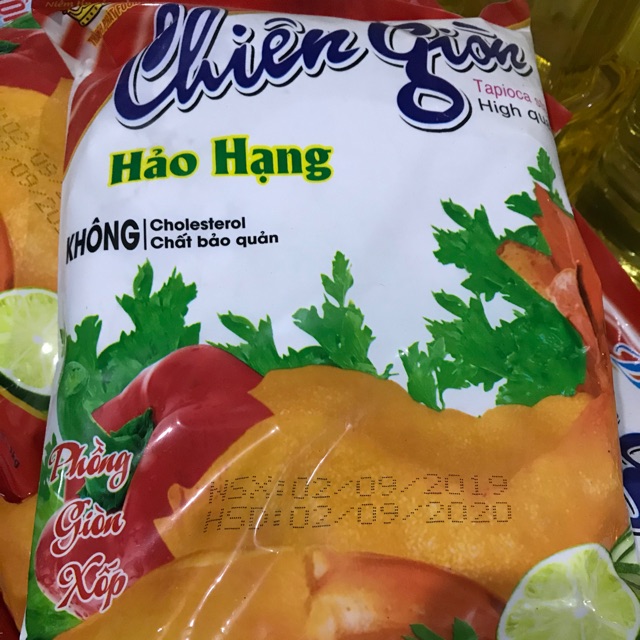 Chiên Giòn
Tapioca
High
Hảo Hạng
KHÔNG
Cholesterol
Chất bảo quản
Phồng
Giòn
Xốp
NSX:02/09/2019
HSD:02/09/2020